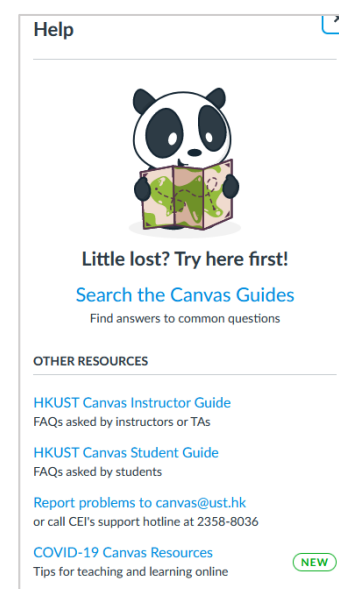 Help
Little lost? Try here first!
Search the Canvas Guides
Find answers to common questions
OTHER RESOURCES
HKUST Canvas Instructor Guide
FAQs asked by instructors or TAs
HKUST Canvas Student Guide
FAQs asked by students
Report problems to canvas@ust.hk
or call CEI's support hotline at 2358-8036
COVID-19 Canvas Resources
NEW
Tips for teaching and learning online